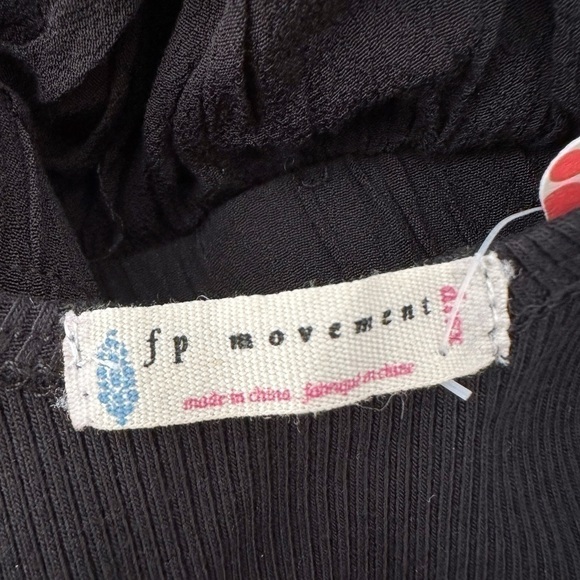 fp movement
made in china fabriqué en chine